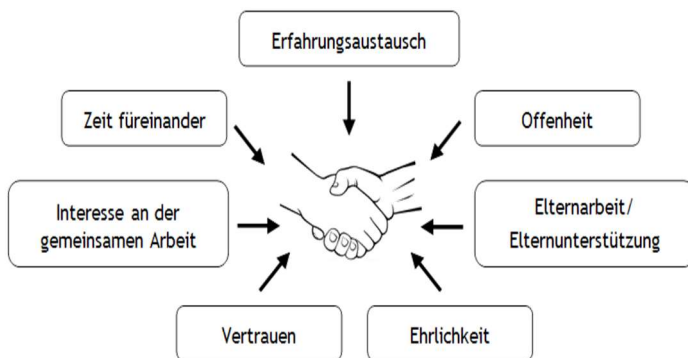 Erfahrungsaustausch
Zeit füreinander
Offenheit
Interesse an der
gemeinsamen Arbeit
Elternarbeit/
Elternunterstützung
Vertrauen
Ehrlichkeit